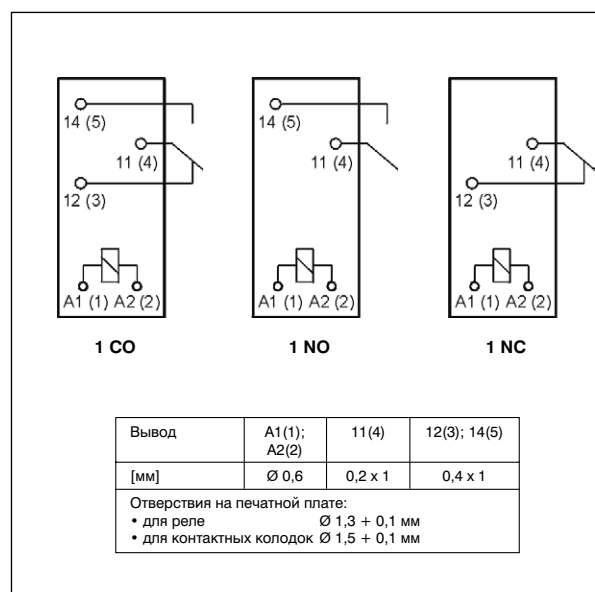 14 (5)
11 (4)
12 (3)
A1 (1) A2 (2)
1 CO
14 (5)
11 (4)
A1 (1) A2 (2)
1 NO
11 (4)
12 (3)
A1 (1) A2 (2)
1 NC
Вывод A1(1); A2(2) 11(4) 12(3); 14(5)
[мм] Ø 0,6 0,2 x 1 0,4 x 1
Отверствия на печатной плате:
• для реле Ø 1,3 + 0,1 мм
• для контактных колодок Ø 1,5 + 0,1 мм